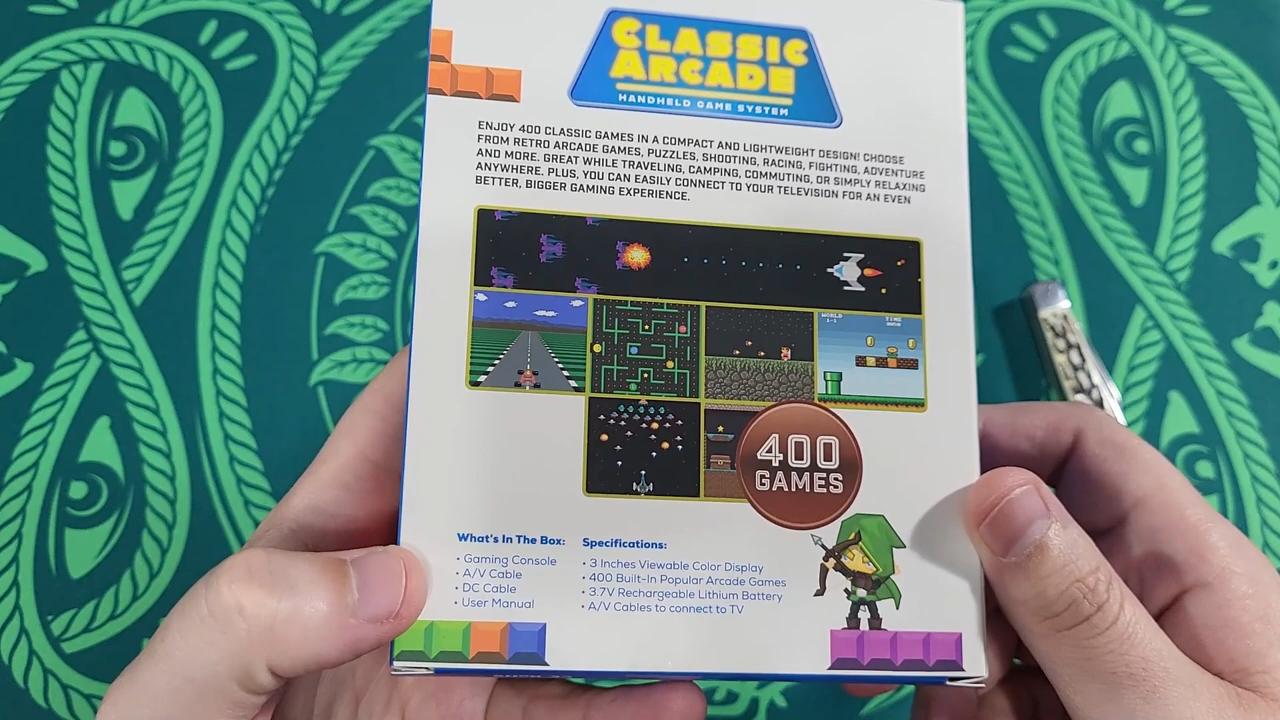 CLASSIC
ARCADE
HANDHELD GAME SYSTEM
ENJOY 400 CLASSIC GAMES IN A COMPACT AND LIGHTWEIGHT DESIGN! CHOOSE
FROM RETRO ARCADE GAMES, PUZZLES, SHOOTING, RACING, FIGHTING, ADVENTURE
AND MORE. GREAT WHILE TRAVELING, CAMPING, COMMUTING, OR SIMPLY RELAXING
ANYWHERE. PLUS, YOU CAN EASILY CONNECT TO YOUR TELEVISION FOR AN EVEN
BETTER, BIGGER GAMING EXPERIENCE.
WORLD TIME
1-1
400
GAMES
What's In The Box:
• Gaming Console
• A/V Cable
• DC Cable
• User Manual
Specifications:
• 3 Inches Viewable Color Display
• 400 Built-In Popular Arcade Games
• 3.7V Rechargeable Lithium Battery
• A/V Cables to connect to TV